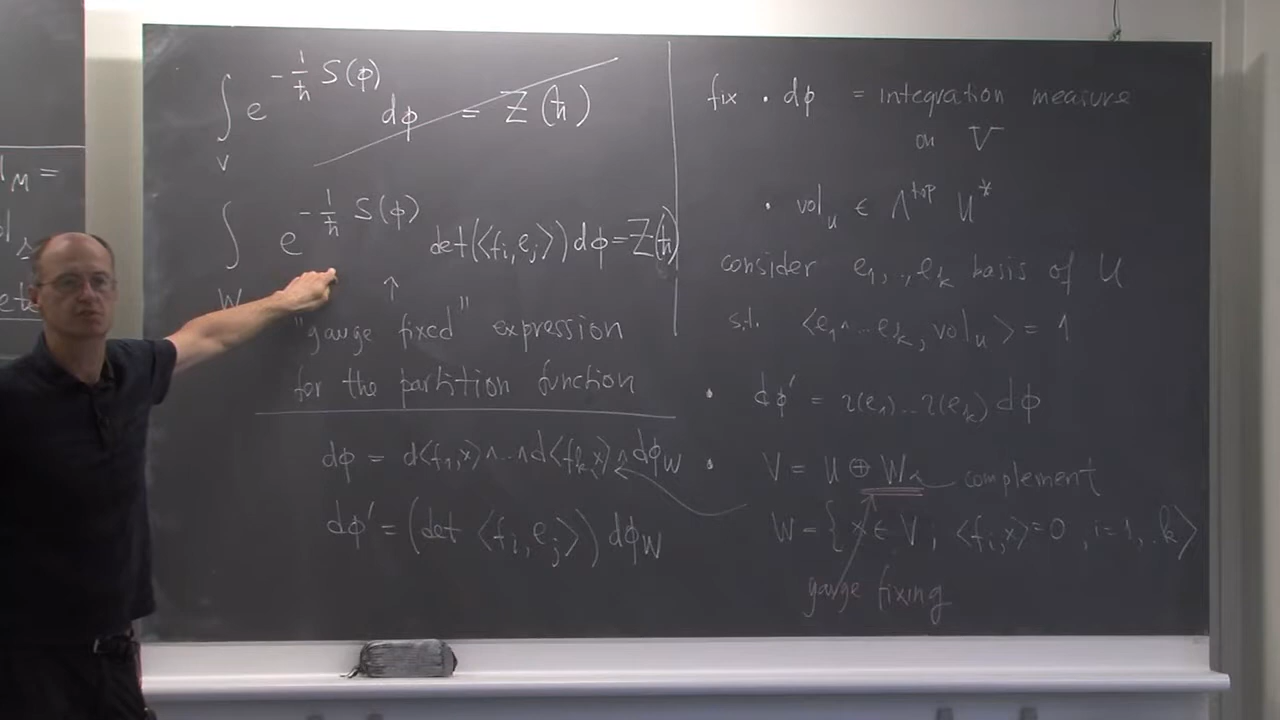 ∫_V e^{-1/ħ S(φ)} dφ = Z(ħ)
∫_W e^{-1/ħ S(φ)} det(<f_i, e_j>) dφ = Z(ħ)
↑
"gauge fixed" expression
for the partition function
dφ = d<f_1,x>∧..∧d<f_k,x>∧dφ_W
dφ' = (det <f_i, e_j>) dφ_W
fix • dφ = integration measure
on V
• vol_u ∈ Λ^{top} U*
consider e_1,..,e_k basis of U
s.t. <e_1∧..e_k, vol_u> = 1
• dφ' = ι(e_1)..ι(e_k) dφ
• V = U ⊕ W complement
W = { x ∈ V; <f_i,x> = 0, i=1,..k}
gauge fixing
M =